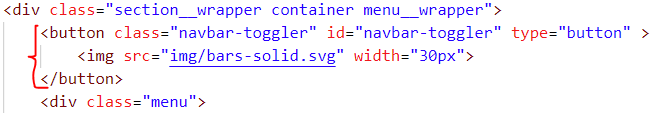 <div class="section__wrapper container menu__wrapper">
<button class="navbar-toggler" id="navbar-toggler" type="button" >
<img src="img/bars-solid.svg" width="30px">
</button>
<div class="menu">